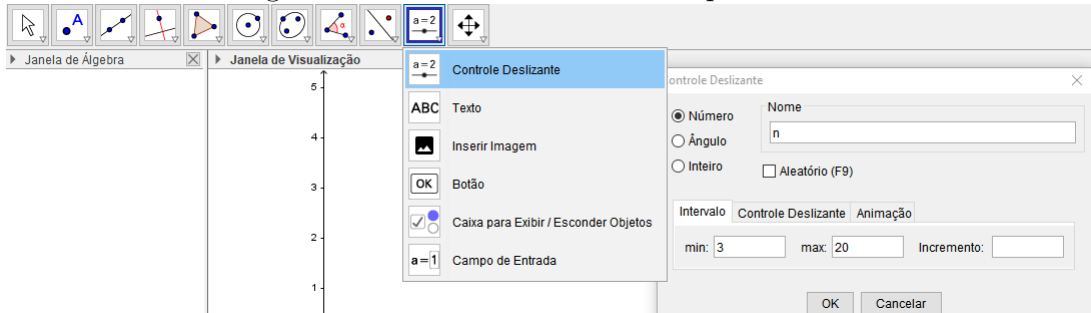 a=2
Janela de Álgebra
Janela de Visualização
5
4
3
2
1
a=2 Controle Deslizante
ABC Texto
Inserir Imagem
OK Botão
Caixa para Exibir / Esconder Objetos
a=1 Campo de Entrada
ontrole Deslizante
Número
Ângulo
Inteiro
Nome
n
Aleatório (F9)
Intervalo Controle Deslizante Animação
min: 3 max: 20 Incremento:
OK Cancelar